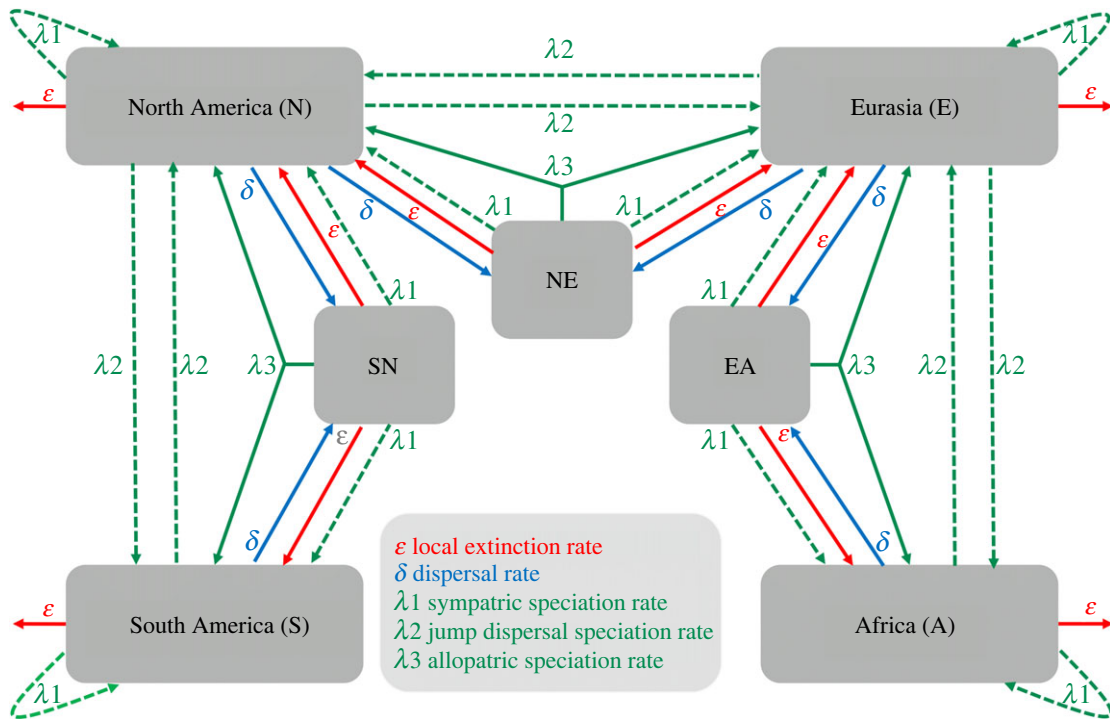 λ1
λ2
λ1
North America (N)
Eurasia (E)
ε
ε
λ2
λ3
δ
δ
ε
λ1
λ1
ε
δ
δ
ε
ε
NE
λ1
λ1
λ2
λ2
λ3
SN
EA
λ3
λ2
λ2
ε
λ1
λ1
ε
δ
δ
ε local extinction rate
δ dispersal rate
λ1 sympatric speciation rate
λ2 jump dispersal speciation rate
λ3 allopatric speciation rate
ε
South America (S)
Africa (A)
ε
λ1
λ1